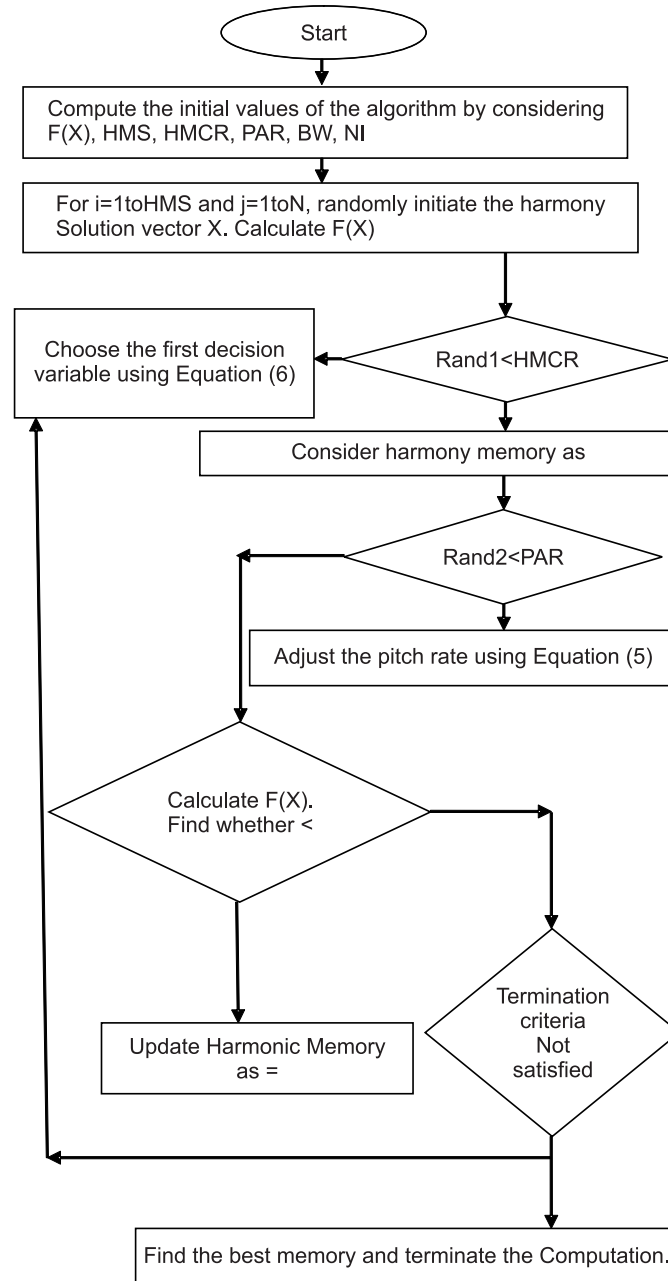 Start
Compute the initial values of the algorithm by considering
F(X), HMS, HMCR, PAR, BW, NI
For i=1toHMS and j=1toN, randomly initiate the harmony
Solution vector X. Calculate F(X)
Choose the first decision
variable using Equation (6)
Rand1<HMCR
Consider harmony memory as
Rand2<PAR
Adjust the pitch rate using Equation (5)
Calculate F(X).
Find whether <
Termination
criteria
Not
satisfied
Update Harmonic Memory
as =
Find the best memory and terminate the Computation.